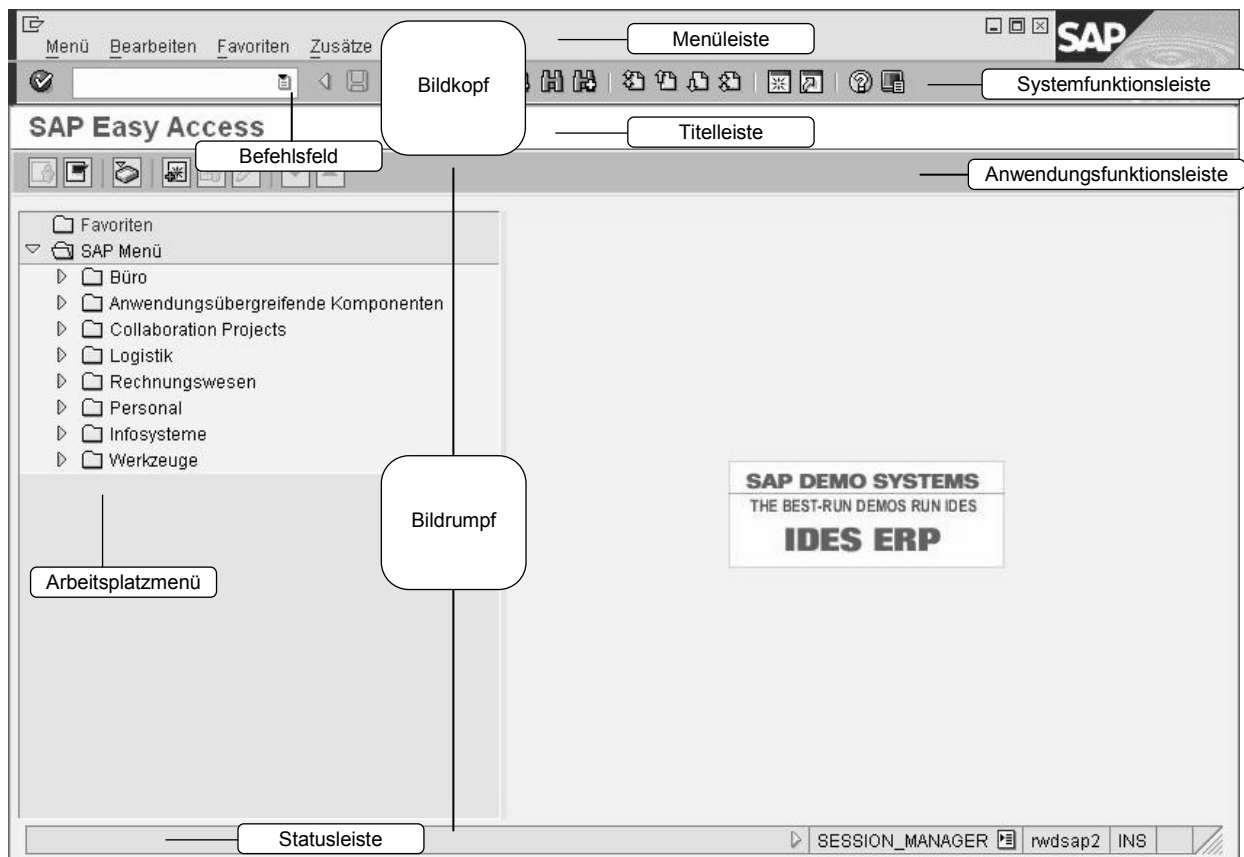 Menü Bearbeiten Favoriten Zusätze
Menüleiste
SAP
Bildkopf
Systemfunktionsleiste
SAP Easy Access
Titelleiste
Befehlsfeld
Anwendungsfunktionsleiste
Favoriten
SAP Menü
Büro
Anwendungsübergreifende Komponenten
Collaboration Projects
Logistik
Rechnungswesen
Personal
Infosysteme
Werkzeuge
SAP DEMO SYSTEMS
THE BEST-RUN DEMOS RUN IDES
IDES ERP
Bildrumpf
Arbeitsplatzmenü
Statusleiste
SESSION_MANAGER rwdsap2 INS